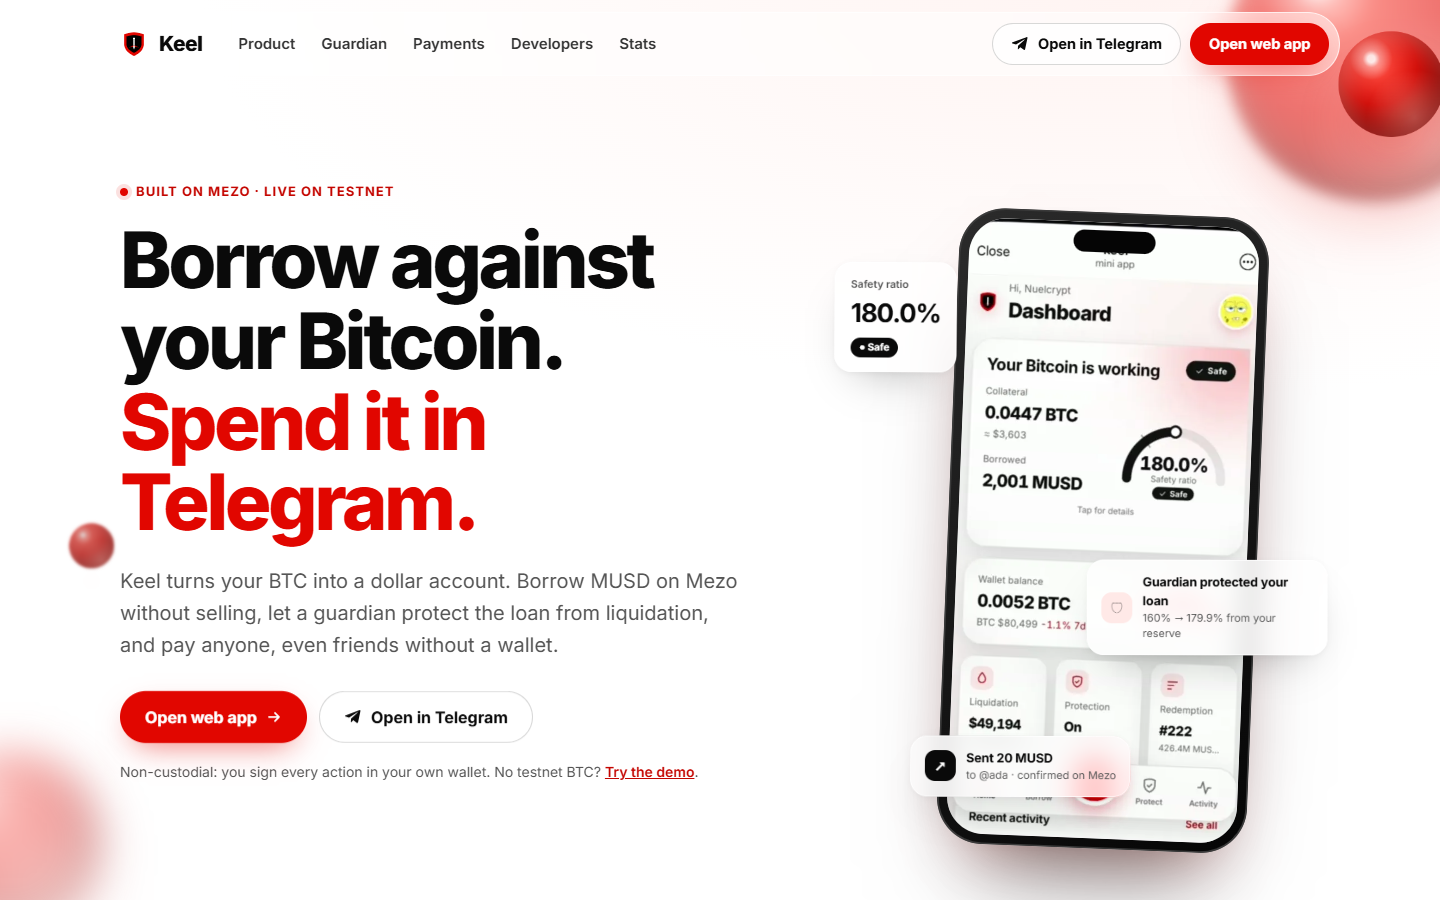 Keel
Product
Guardian
Payments
Developers
Stats
Open in Telegram
Open web app
BUILT ON MEZO · LIVE ON TESTNET
Borrow against
your Bitcoin.
Spend it in
Telegram.
Keel turns your BTC into a dollar account. Borrow MUSD on Mezo
without selling, let a guardian protect the loan from liquidation,
and pay anyone, even friends without a wallet.
Open web app →
Open in Telegram
Non-custodial: you sign every action in your own wallet. No testnet BTC? Try the demo.
Safety ratio
180.0%
Safe
Close
mini app
Hi, Nuelcrypt
Dashboard
Your Bitcoin is working
Safe
Collateral
0.0447 BTC
≈ $3,603
Borrowed
2,001 MUSD
180.0%
Safety ratio
Safe
Tap for details
Wallet balance
0.0052 BTC
BTC $80,499 -1.1% 7d
Guardian protected your
loan
160% → 179.9% from your
reserve
Liquidation
$49,194
Protection
On
Redemption
#222
426.4M MUS...
Sent 20 MUSD
to @ada · confirmed on Mezo
Protect
Activity
Recent activity
See all